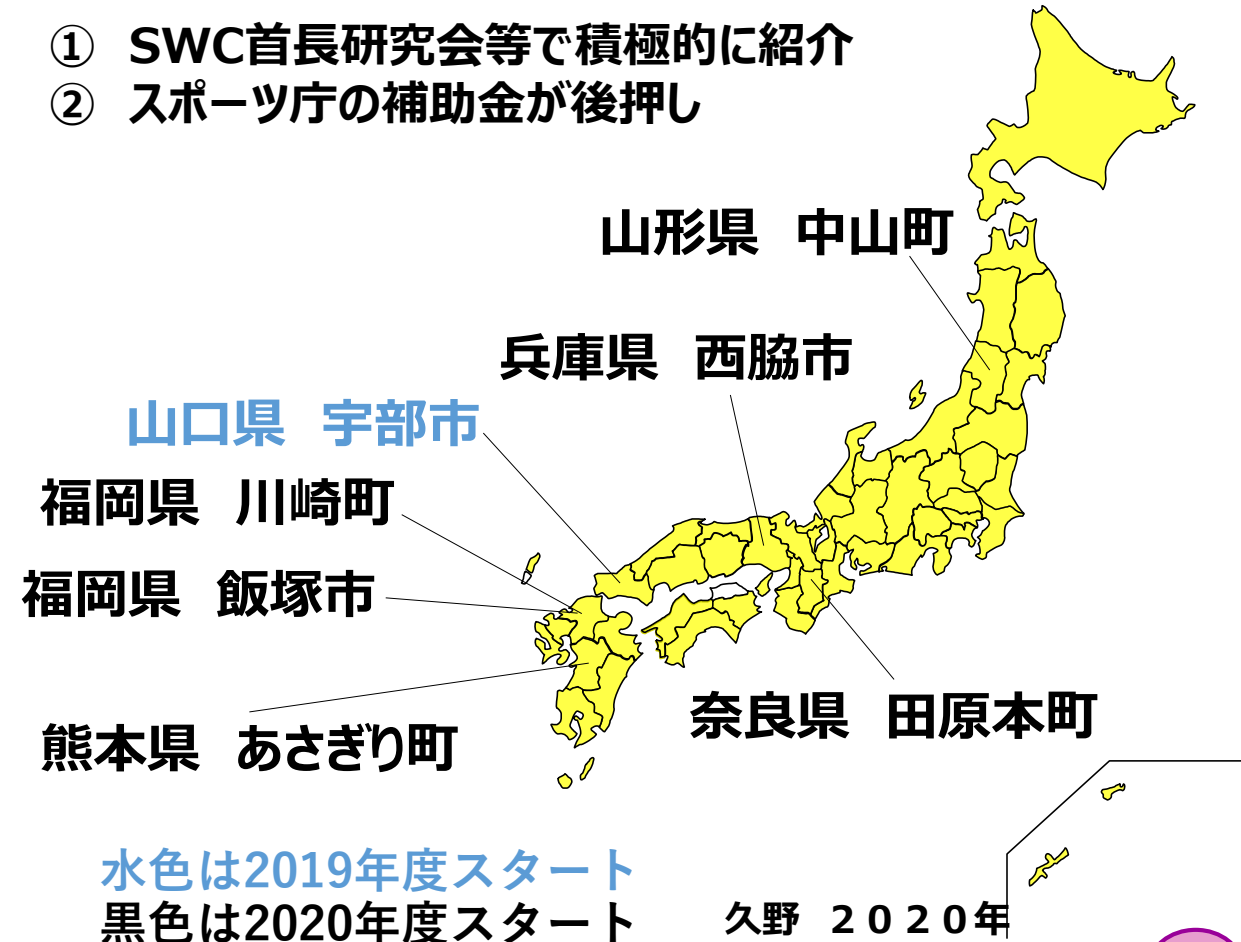 ① SWC首長研究会等で積極的に紹介
② スポーツ庁の補助金が後押し
山形県 中山町
兵庫県 西脇市
山口県 宇部市
福岡県 川崎町
福岡県 飯塚市
奈良県 田原本町
熊本県 あさぎり町
水色は2019年度スタート
黒色は2020年度スタート
久野 ２０２０年